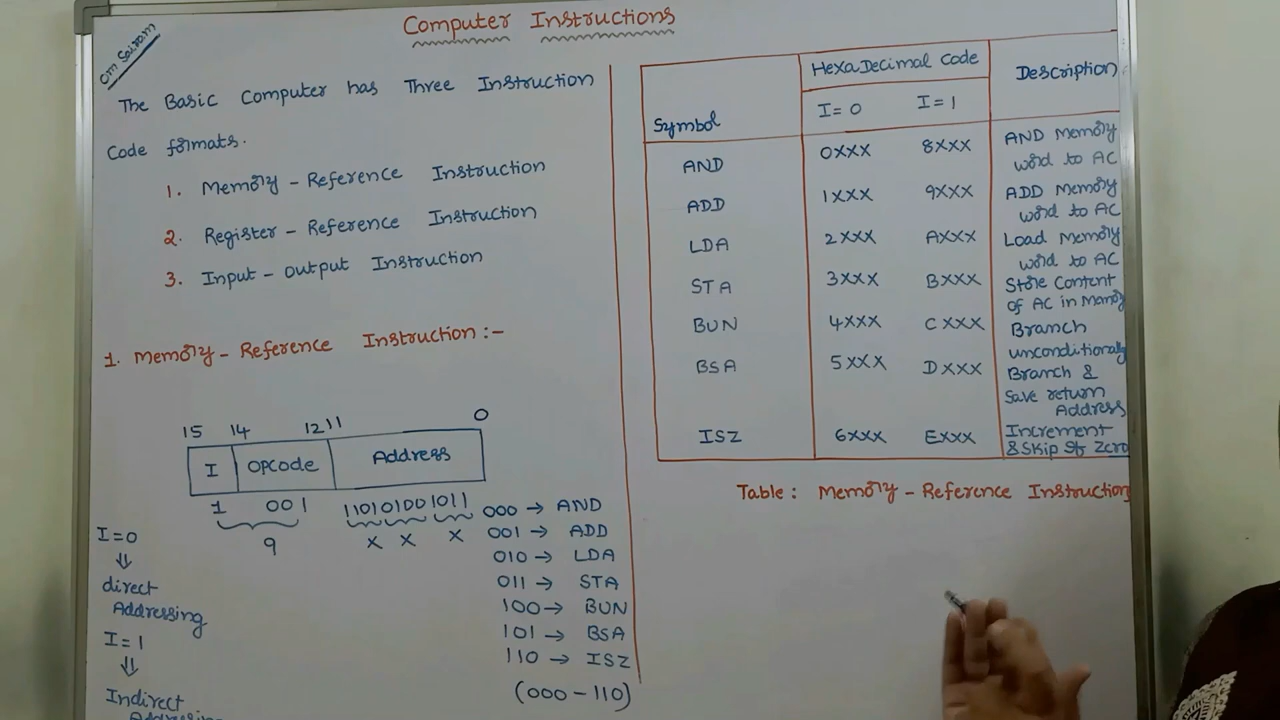 Om Sairam
Computer Instructions
The Basic Computer has Three Instruction
Code formats.
1. Memory - Reference Instruction
2. Register - Reference Instruction
3. Input - output Instruction
1. Memory - Reference Instruction :-
15 14 12 11 0
I OPCode Address
1 001 110101001011
9 X X X
I=0
⇓
direct
Addressing
I=1
⇓
Indirect
Addressing
000 → AND
001 → ADD
010 → LDA
011 → STA
100 → BUN
101 → BSA
110 → ISZ
(000 - 110)
Symbol HexaDecimal Code Description
I=0 I=1
AND 0XXX 8XXX AND Memory
word to AC
ADD 1XXX 9XXX ADD Memory
word to AC
LDA 2XXX AXXX Load Memory
word to AC
STA 3XXX BXXX Store Content
of AC in Memory
BUN 4XXX CXXX Branch
unconditionally
BSA 5XXX DXXX Branch &
Save return
Address
ISZ 6XXX EXXX Increment
& Skip if Zero
Table : Memory - Reference Instruction